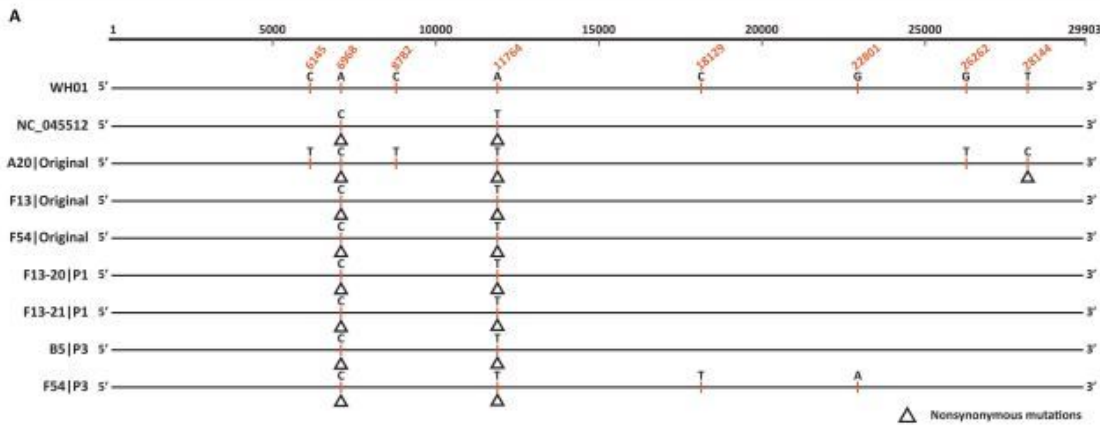 A
1 5000 10000 15000 20000 25000 29903
6145 6968 8782 11764 18129 22801 26262 28144
C A C A C G G T
WH01 5’ 3’
C T
NC_045512 5’ 3’
T C T T T C
A20|Original 5’ 3’
C T
F13|Original 5’ 3’
C T
F54|Original 5’ 3’
C T
F13-20|P1 5’ 3’
C T
F13-21|P1 5’ 3’
C T
B5|P3 5’ 3’
C T T A
F54|P3 5’ 3’
Nonsynonymous mutations